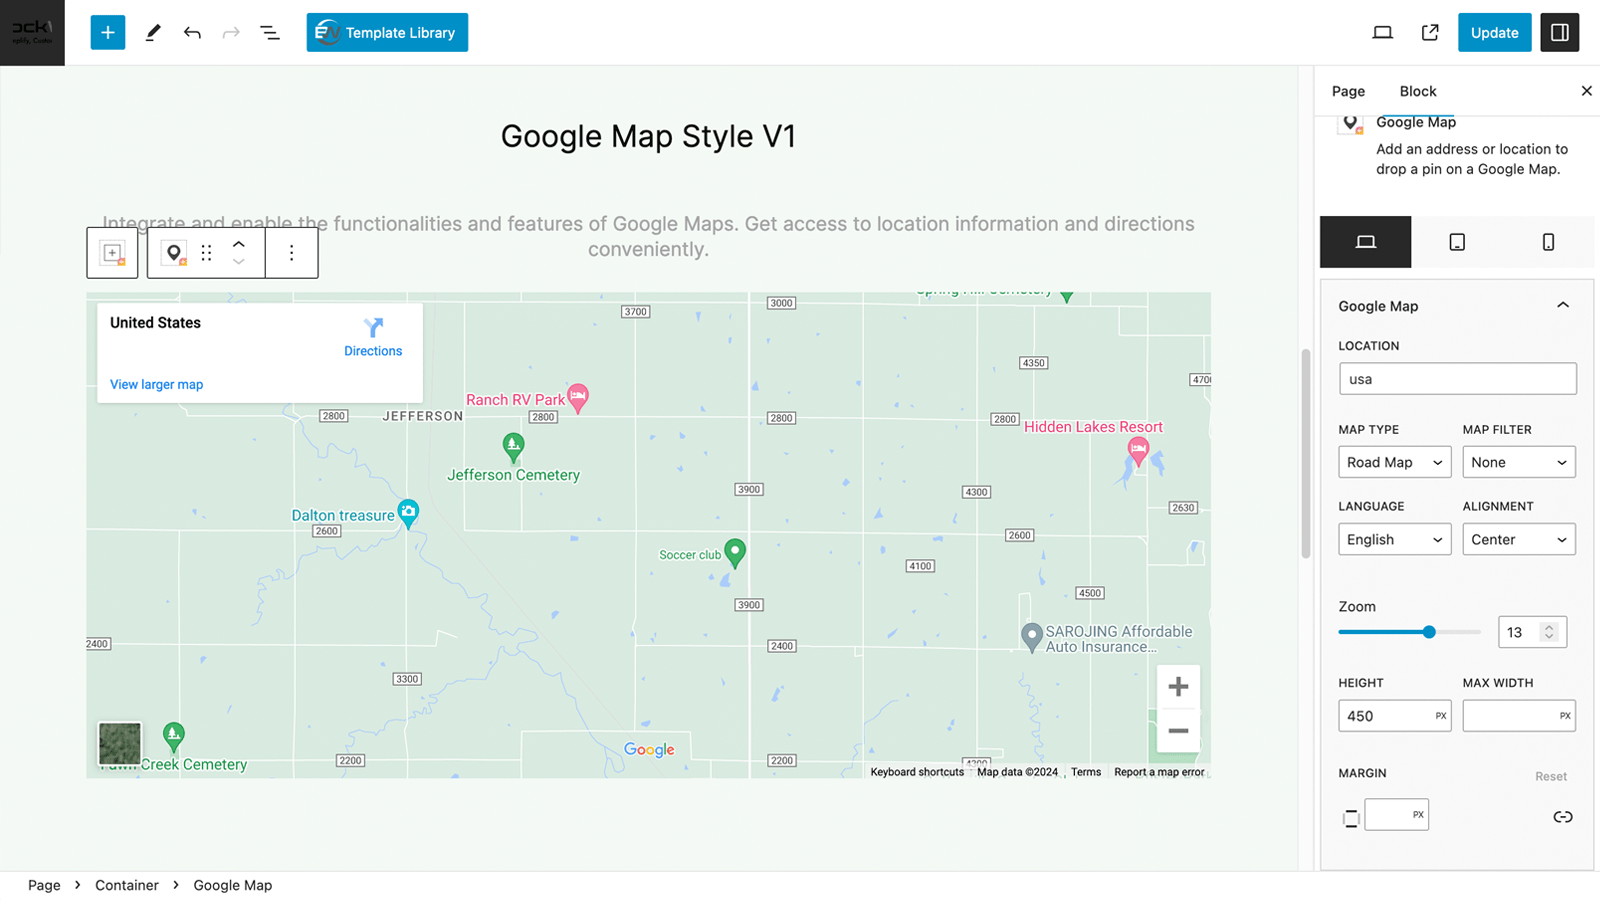 Template Library
Update
Page
Block
Google Map
Add an address or location to
drop a pin on a Google Map.
Google Map Style V1
Integrate and enable the functionalities and features of Google Maps. Get access to location information and directions
conveniently.
United States
Directions
View larger map
3000
3700
4350
2800
JEFFERSON
Ranch RV Park
2800
2800
2800
Hidden Lakes Resort
Jefferson Cemetery
3900
4300
2630
Dalton treasure
2600
2600
Soccer club
4100
3900
4500
SAROJING Affordable
Auto Insurance...
2400
2400
3300
Creek Cemetery
2200
Google
2200
4300
Keyboard shortcuts
Map data ©2024
Terms
Report a map error
Google Map
LOCATION
usa
MAP TYPE
MAP FILTER
Road Map
None
LANGUAGE
ALIGNMENT
English
Center
Zoom
13
HEIGHT
MAX WIDTH
450
PX
PX
MARGIN
Reset
PX
Page
Container
Google Map